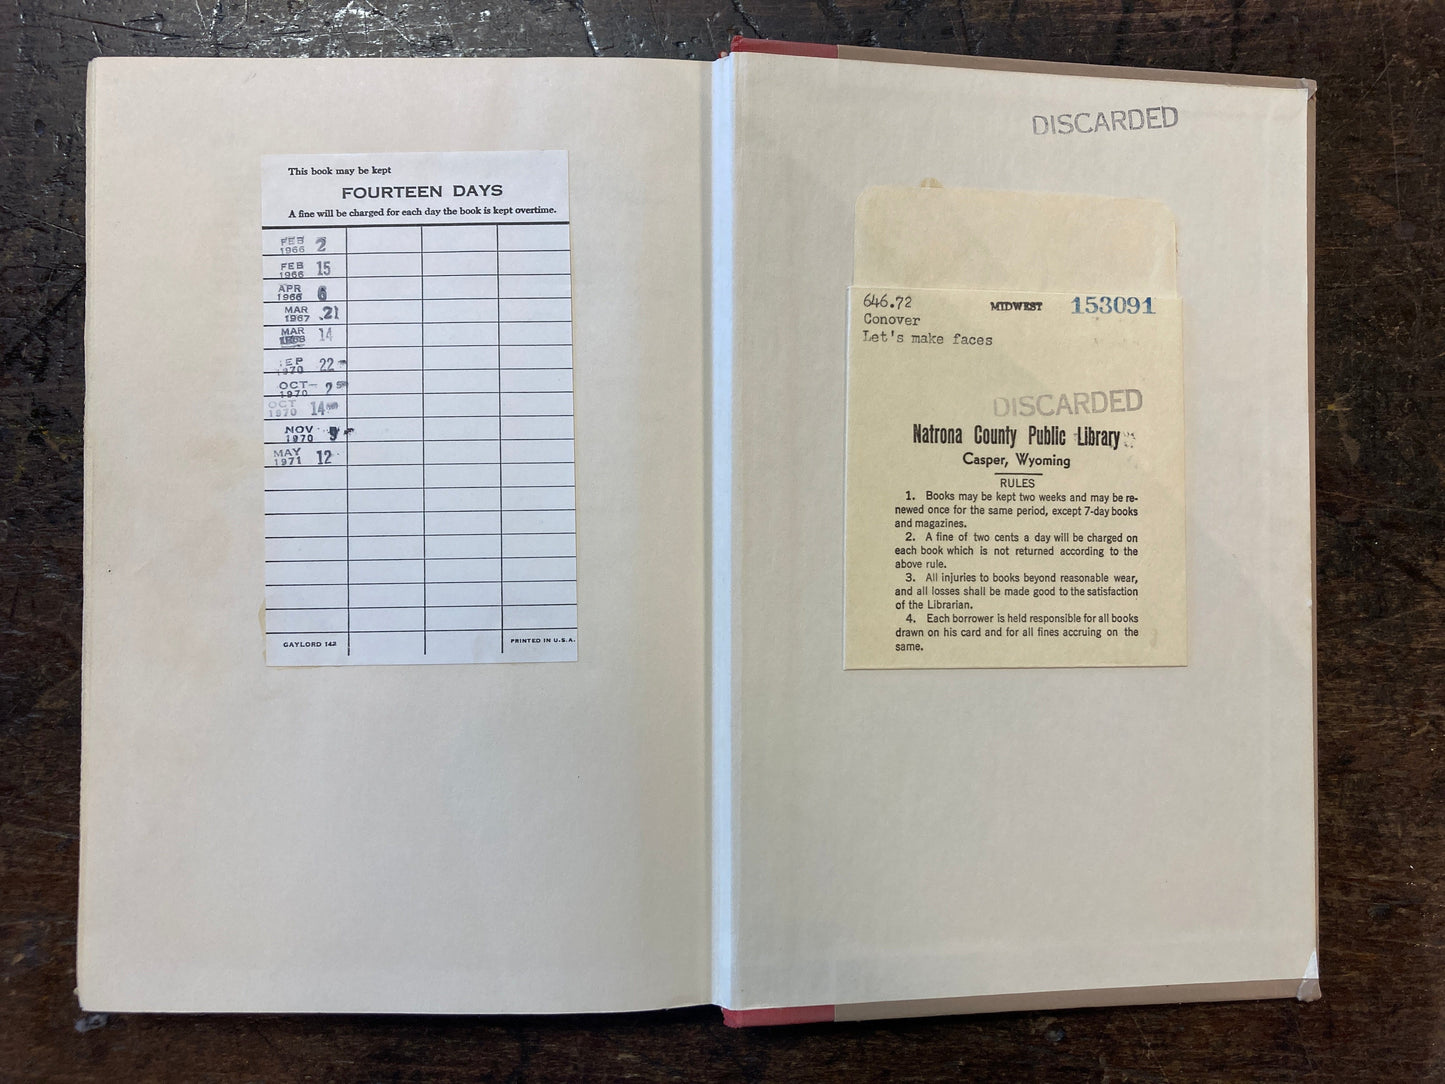 This book may be kept
FOURTEEN DAYS
A fine will be charged for each day the book is kept overtime.
FEB 1966 2
FEB 1966 15
APR 1966 6
MAR 1967 21
MAR 14
EP 1970 22
OCT 1970 2
OCT 1970 14
NOV 1970 9
MAY 1971 12
GAYLORD 142
PRINTED IN U.S.A.
DISCARDED
646.72 MIDWEST 153091
Conover
Let's make faces
DISCARDED
Natrona County Public Library
Casper, Wyoming
RULES
1. Books may be kept two weeks and may be re-
newed once for the same period, except 7-day books
and magazines.
2. A fine of two cents a day will be charged on
each book which is not returned according to the
above rule.
3. All injuries to books beyond reasonable wear,
and all losses shall be made good to the satisfaction
of the Librarian.
4. Each borrower is held responsible for all books
drawn on his card and for all fines accruing on the
same.